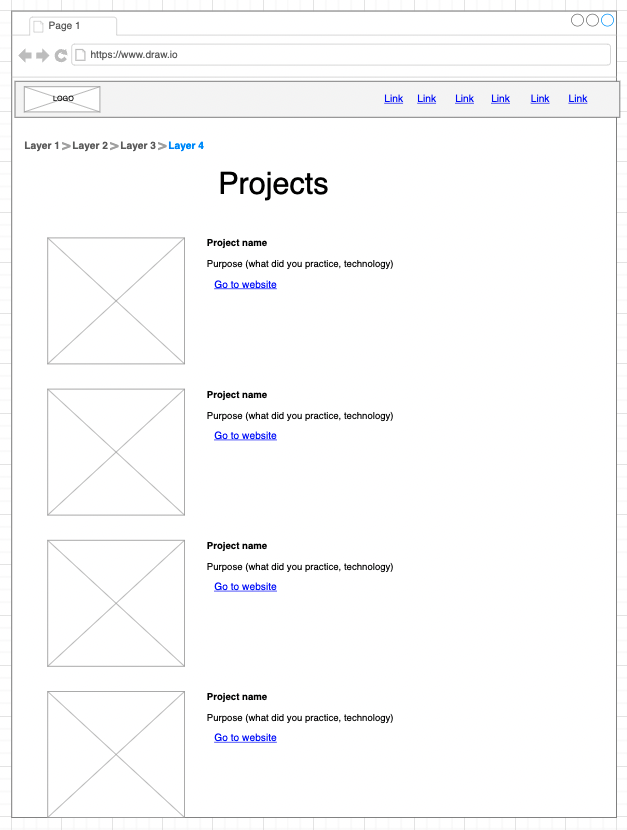 Page 1
https://www.draw.io
LOGO Link Link Link Link Link Link
Layer 1 > Layer 2 > Layer 3 > Layer 4
Projects
Project name
Purpose (what did you practice, technology)
Go to website
Project name
Purpose (what did you practice, technology)
Go to website
Project name
Purpose (what did you practice, technology)
Go to website
Project name
Purpose (what did you practice, technology)
Go to website